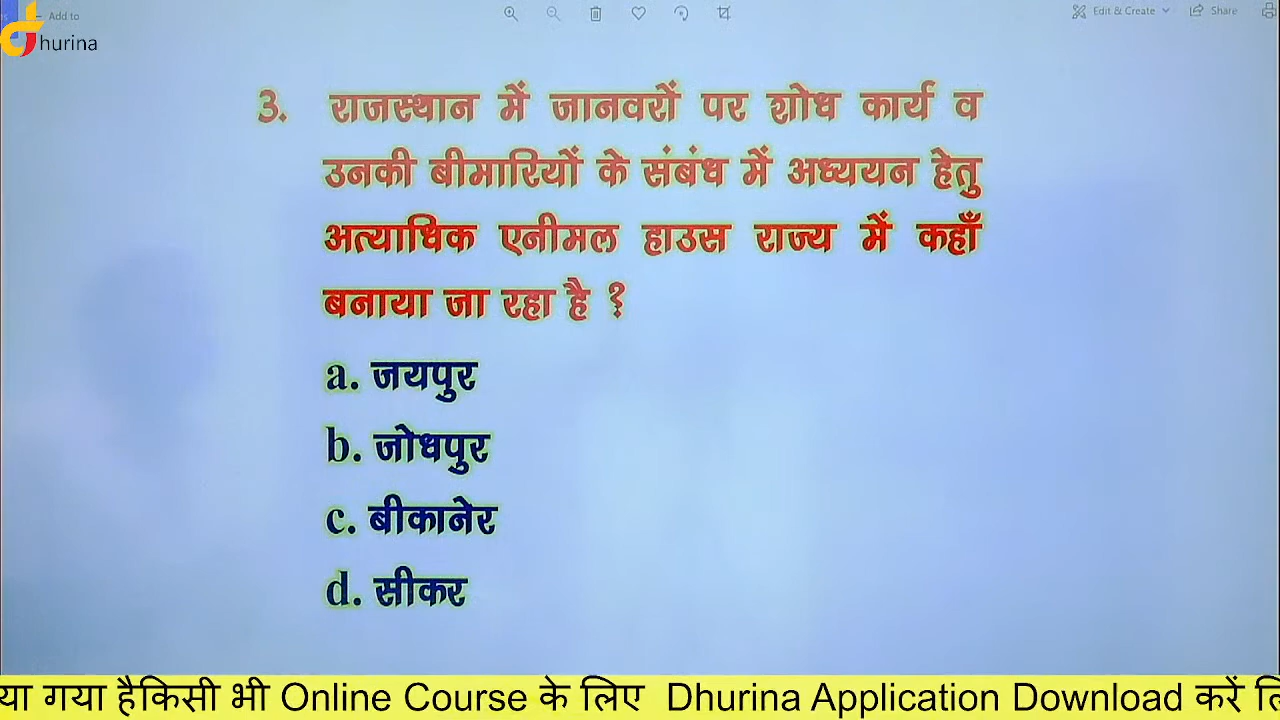 Add to
Edit & Create
Share
Dhurina
3. राजस्थान में जानवरों पर शोध कार्य व
उनकी बीमारियों के संबंध में अध्ययन हेतु
अत्याधिक एनीमल हाउस राज्य में कहाँ
बनाया जा रहा है ?
a. जयपुर
b. जोधपुर
c. बीकानेर
d. सीकर
या गया हैकिसी भी Online Course के लिए Dhurina Application Download करें